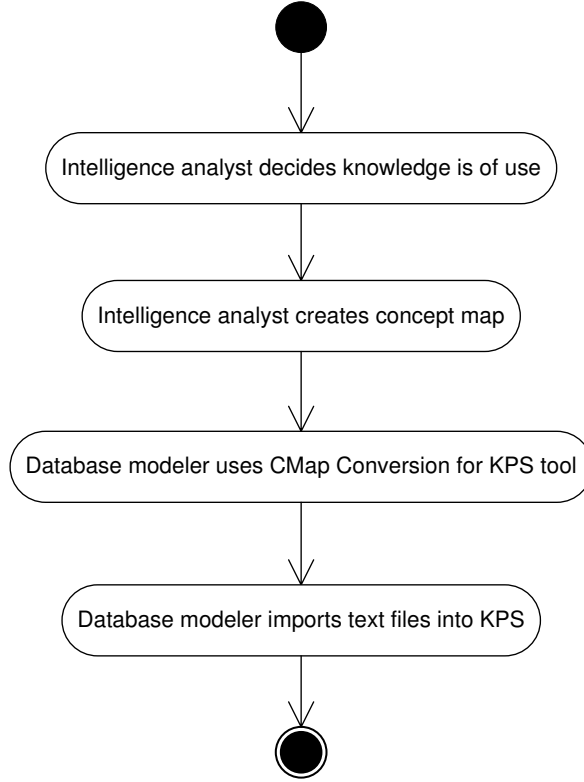 Intelligence analyst decides knowledge is of use
Intelligence analyst creates concept map
Database modeler uses CMap Conversion for KPS tool
Database modeler imports text files into KPS